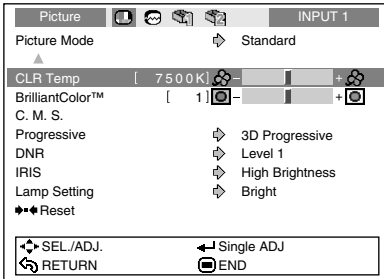 Picture INPUT 1
Picture Mode Standard
CLR Temp [ 7500K] - +
BrilliantColor™ [ 1] - +
C. M. S.
Progressive 3D Progressive
DNR Level 1
IRIS High Brightness
Lamp Setting Bright
Reset
SEL./ADJ. Single ADJ
RETURN END